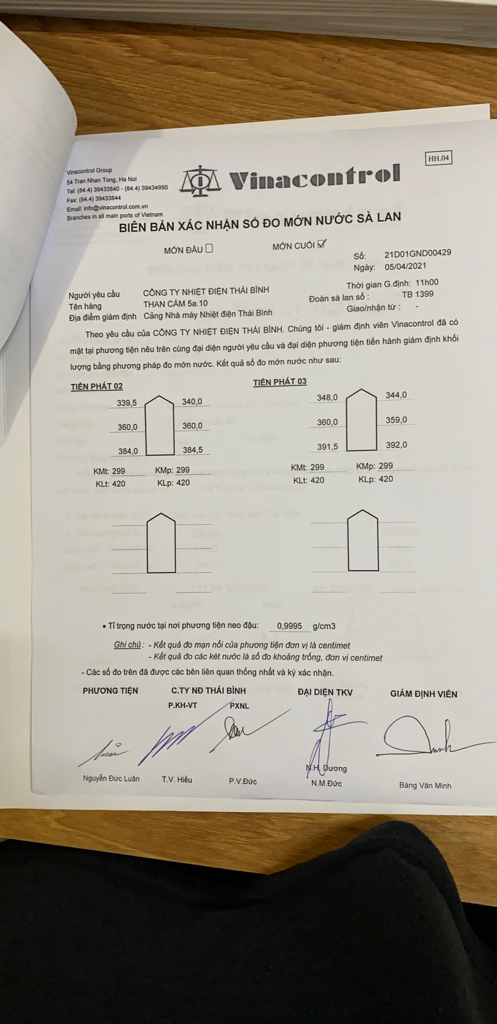 Vinacontrol Group
54 Tran Nhan Tong, Ha Noi
Tel: (84.4) 39433840 - (84.4) 39434950
Fax: (84.4) 39433844
Email: info@vinacontrol.com.vn
Branches in all main ports of Vietnam
Vinacontrol
HH.04
BIÊN BẢN XÁC NHẬN SỐ ĐO MỚN NƯỚC SÀ LAN
MỚN ĐẦU ☐ MỚN CUỐI ☑
Số: 21D01GND00429
Ngày: 05/04/2021
Người yêu cầu CÔNG TY NHIỆT ĐIỆN THÁI BÌNH Thời gian G.định: 11h00
Tên hàng THAN CÁM 5a.10 Đoàn sà lan số : TB 1399
Địa điểm giám định Cảng Nhà máy Nhiệt điện Thái Bình Giao/nhận từ : -
Theo yêu cầu của CÔNG TY NHIỆT ĐIỆN THÁI BÌNH. Chúng tôi - giám định viên Vinacontrol đã có
mặt tại phương tiện nêu trên cùng đại diện người yêu cầu và đại diện phương tiện tiến hành giám định khối
lượng bằng phương pháp đo mớn nước. Kết quả số đo mớn nước như sau:
TIÊN PHÁT 02 TIÊN PHÁT 03
339,5 340,0 348,0 344,0
360,0 360,0 360,0 359,0
384,0 384,5 391,5 392,0
KMt: 299 KMp: 299 KMt: 299 KMp: 299
KLt: 420 KLp: 420 KLt: 420 KLp: 420
• Tỉ trọng nước tại nơi phương tiện neo đậu: 0,9995 g/cm3
Ghi chú : - Kết quả đo mạn nổi của phương tiện đơn vị là centimet
- Kết quả đo các két nước là số đo khoảng trống, đơn vị centimet
- Các số đo trên đã được các bên liên quan thống nhất và ký xác nhận.
PHƯƠNG TIỆN C.TY NĐ THÁI BÌNH ĐẠI DIỆN TKV GIÁM ĐỊNH VIÊN
P.KH-VT PXNL
N.H. Dương
Nguyễn Đức Luân T.V. Hiếu P.V.Đức N.M.Đức Bàng Văn Minh